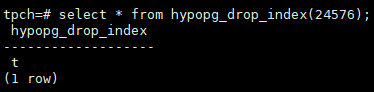 tpch=# select * from hypopg_drop_index(24576);
 hypopg_drop_index
-------------------
 t
(1 row)